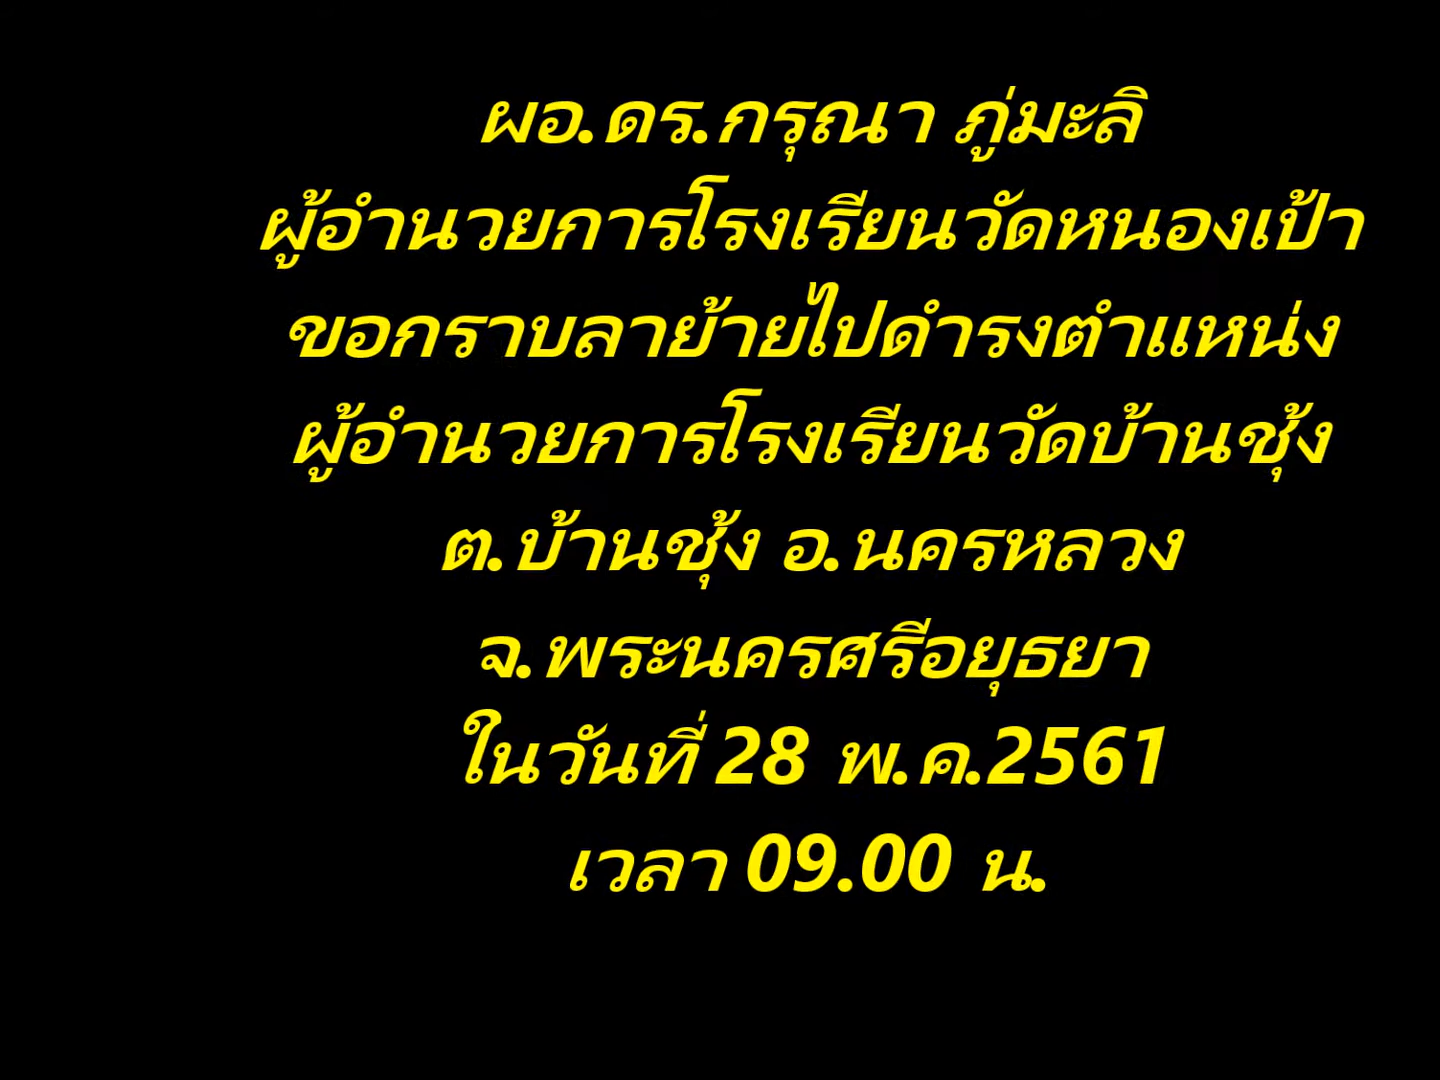 ผอ.ดร.กรุณา ภู่มะลิ
ผู้อำนวยการโรงเรียนวัดหนองเป้า
ขอกราบลาย้ายไปดำรงตำแหน่ง
ผู้อำนวยการโรงเรียนวัดบ้านชุ้ง
ต.บ้านชุ้ง อ.นครหลวง
จ.พระนครศรีอยุธยา
ในวันที่ 28 พ.ค.2561
เวลา 09.00 น.